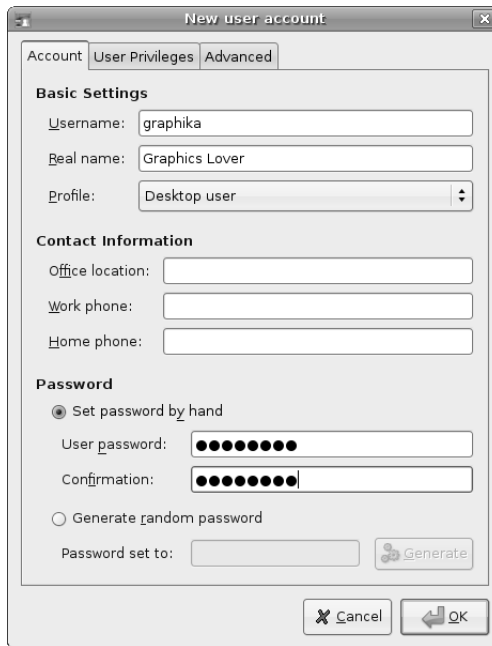 New user account
Account User Privileges Advanced
Basic Settings
Username: graphika
Real name: Graphics Lover
Profile: Desktop user
Contact Information
Office location:
Work phone:
Home phone:
Password
Set password by hand
User password: ●●●●●●●●
Confirmation: ●●●●●●●●
Generate random password
Password set to: Generate
Cancel OK